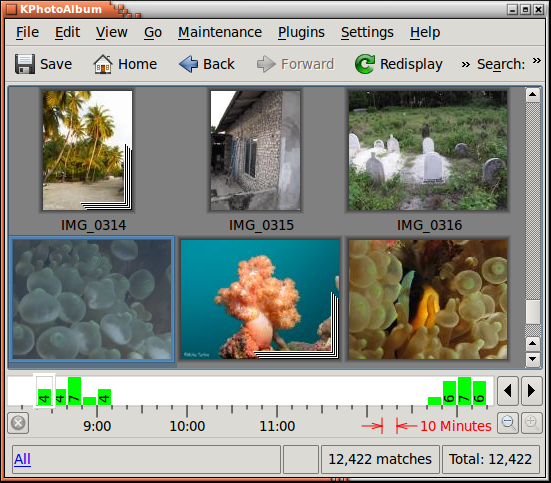 KPhotoAlbum
File Edit View Go Maintenance Plugins Settings Help
Save Home Back Forward Redisplay » Search: »
IMG_0314 IMG_0315 IMG_0316
4 4 7 4 6 7 6
9:00 10:00 11:00 10 Minutes
All 12,422 matches Total: 12,422